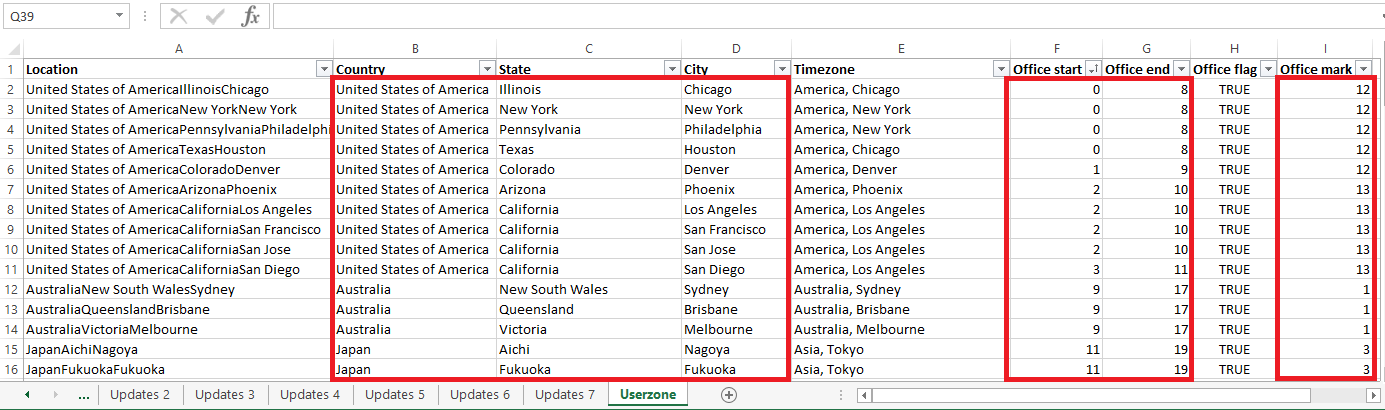 Q39 fx
A B C D E F G H I
1 Location Country State City Timezone Office start Office end Office flag Office mark
2 United States of AmericaIllinoisChicago United States of America Illinois Chicago America, Chicago 0 8 TRUE 12
3 United States of AmericaNew YorkNew York United States of America New York New York America, New York 0 8 TRUE 12
4 United States of AmericaPennsylvaniaPhiladelphi United States of America Pennsylvania Philadelphia America, New York 0 8 TRUE 12
5 United States of AmericaTexasHouston United States of America Texas Houston America, Chicago 0 8 TRUE 12
6 United States of AmericaColoradoDenver United States of America Colorado Denver America, Denver 1 9 TRUE 12
7 United States of AmericaArizonaPhoenix United States of America Arizona Phoenix America, Phoenix 2 10 TRUE 13
8 United States of AmericaCaliforniaLos Angeles United States of America California Los Angeles America, Los Angeles 2 10 TRUE 13
9 United States of AmericaCaliforniaSan Francisco United States of America California San Francisco America, Los Angeles 2 10 TRUE 13
10 United States of AmericaCaliforniaSan Jose United States of America California San Jose America, Los Angeles 2 10 TRUE 13
11 United States of AmericaCaliforniaSan Diego United States of America California San Diego America, Los Angeles 3 11 TRUE 13
12 AustraliaNew South WalesSydney Australia New South Wales Sydney Australia, Sydney 9 17 TRUE 1
13 AustraliaQueenslandBrisbane Australia Queensland Brisbane Australia, Brisbane 9 17 TRUE 1
14 AustraliaVictoriaMelbourne Australia Victoria Melbourne Australia, Melbourne 9 17 TRUE 1
15 JapanAichiNagoya Japan Aichi Nagoya Asia, Tokyo 11 19 TRUE 3
16 JapanFukuokaFukuoka Japan Fukuoka Fukuoka Asia, Tokyo 11 19 TRUE 3
... Updates 2 Updates 3 Updates 4 Updates 5 Updates 6 Updates 7 Userzone